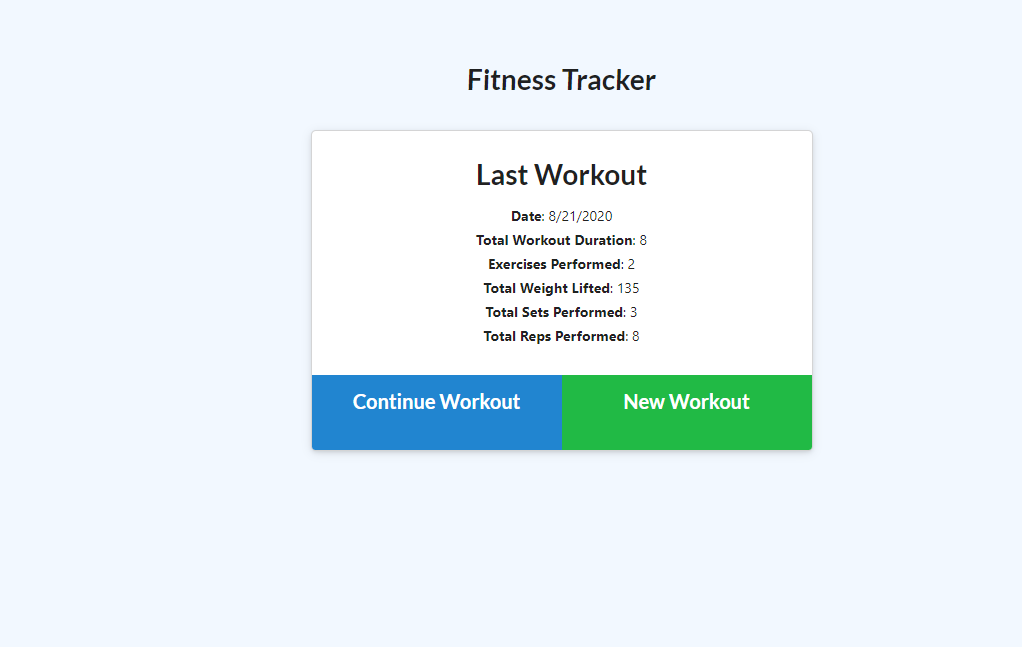 Fitness Tracker
Last Workout
Date: 8/21/2020
Total Workout Duration: 8
Exercises Performed: 2
Total Weight Lifted: 135
Total Sets Performed: 3
Total Reps Performed: 8
Continue Workout New Workout